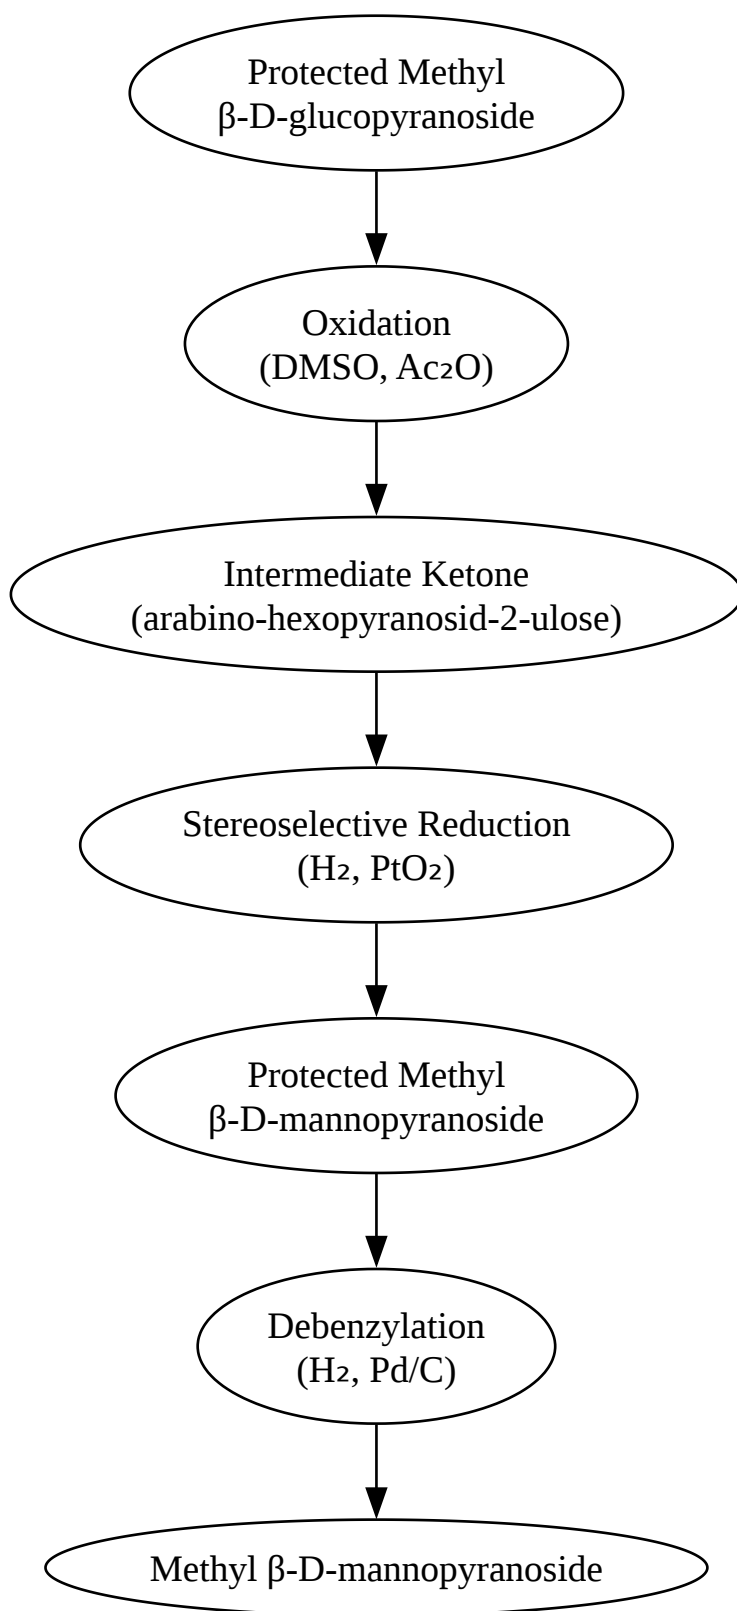 Protected Methyl
β-D-glucopyranoside
Oxidation
(DMSO, Ac₂O)
Intermediate Ketone
(arabino-hexopyranosid-2-ulose)
Stereoselective Reduction
(H₂, PtO₂)
Protected Methyl
β-D-mannopyranoside
Debenzylation
(H₂, Pd/C)
Methyl β-D-mannopyranoside